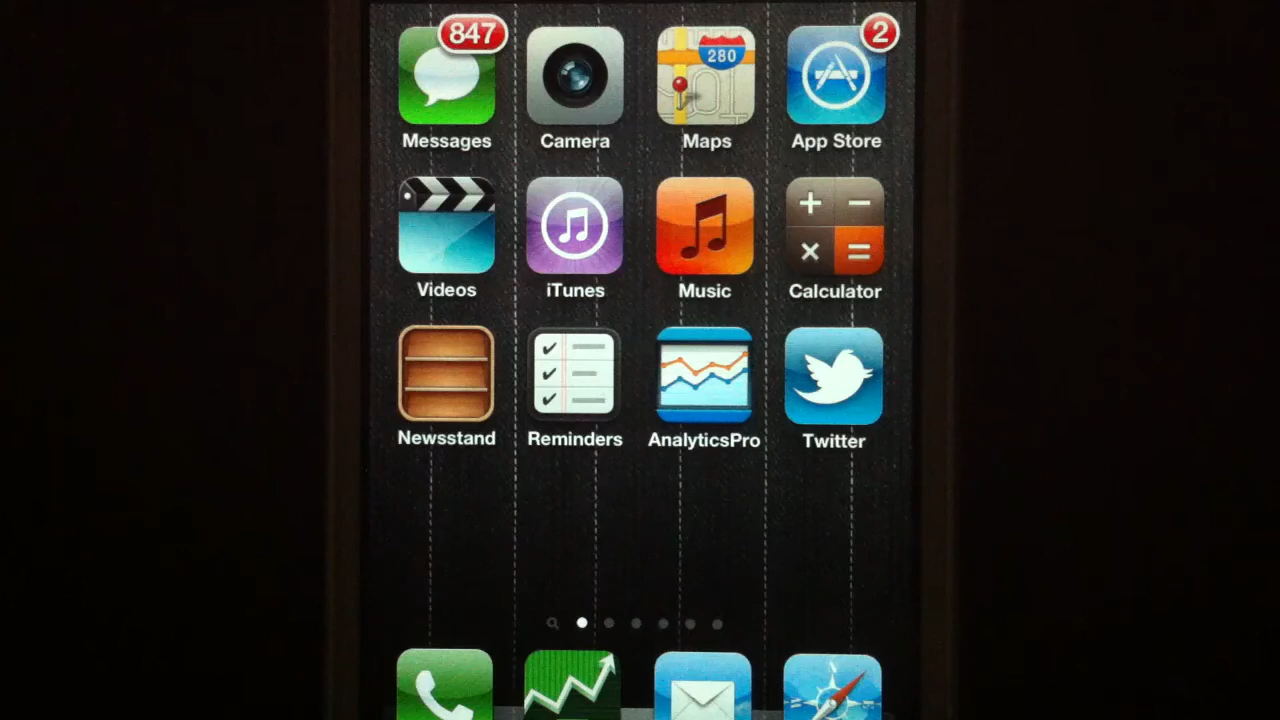 847
2
280
Messages Camera Maps App Store
Videos iTunes Music Calculator
Newsstand Reminders AnalyticsPro Twitter